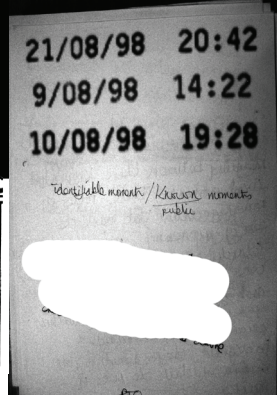 21/08/98 20:42
9/08/98 14:22
10/08/98 19:28
identifiable moments / Known moments
public